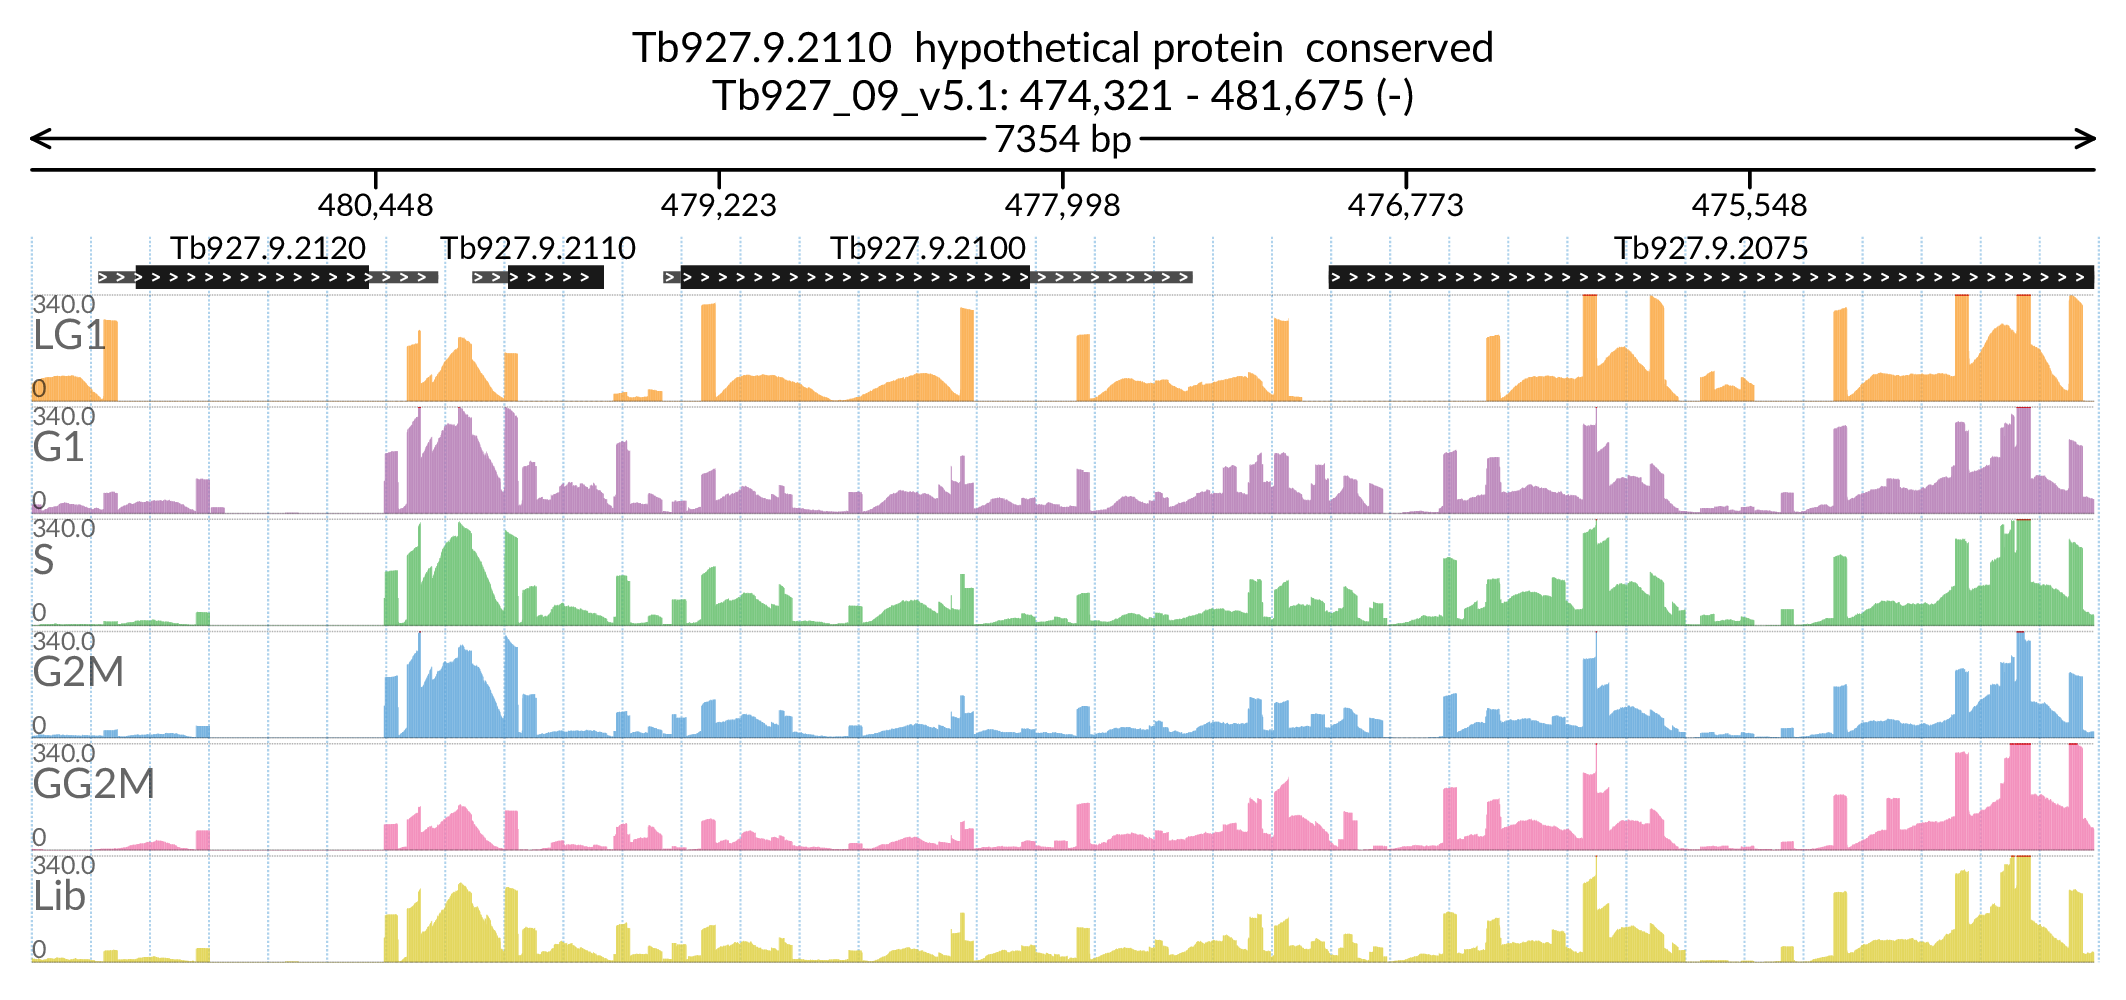 Tb927.9.2110  hypothetical protein  conserved
Tb927_09_v5.1: 474,321 - 481,675 (-)
7354 bp
480,448 479,223 477,998 476,773 475,548
Tb927.9.2120 Tb927.9.2110 Tb927.9.2100 Tb927.9.2075
340.0
LG1
0
340.0
G1
0
340.0
S
0
340.0
G2M
0
340.0
GG2M
0
340.0
Lib
0